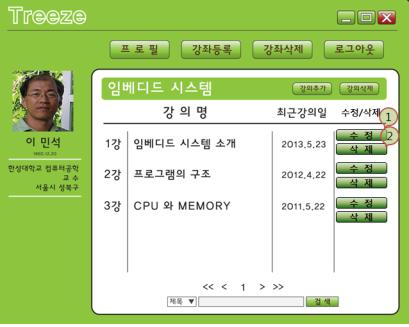 Treeze
프 로 필 강좌등록 강좌삭제 로그아웃
이 민석
한성대학교 컴퓨터공학
교 수
서울시 성북구
임베디드 시스템 강의추가 강의삭제
강 의 명 최근강의일 수정/삭제 1
1강 임베디드 시스템 소개 2013.5.23 수 정 2
삭 제
2강 프로그램의 구조 2012.4.22 수 정
삭 제
3강 CPU 와 MEMORY 2011.5.22 수 정
삭 제
<< < 1 > >>
제목 ▼ 검 색